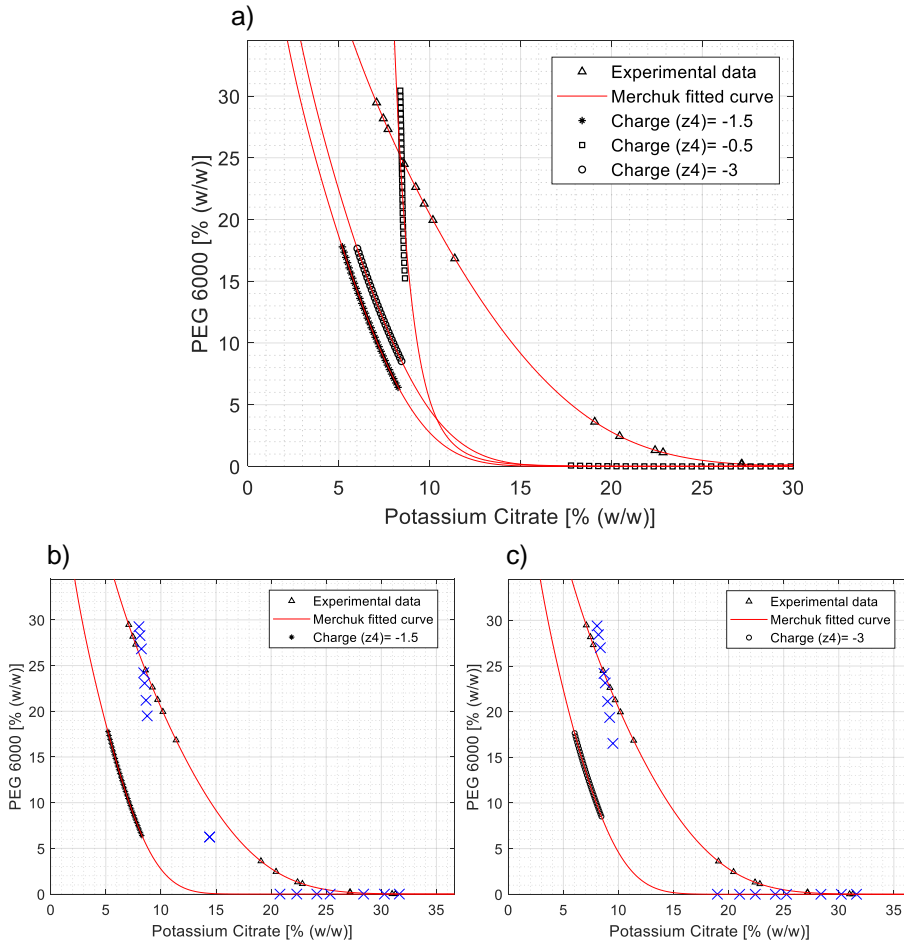 a)
PEG 6000 [% (w/w)]
30
25
20
15
10
5
0
0
5
10
15
20
25
30
Potassium Citrate [% (w/w)]
Experimental data
Merchuk fitted curve
Charge (z4)= -1.5
Charge (z4)= -0.5
Charge (z4)= -3
b)
PEG 6000 [% (w/w)]
30
25
20
15
10
5
0
0
5
10
15
20
25
30
35
Potassium Citrate [% (w/w)]
Experimental data
Merchuk fitted curve
Charge (z4)= -1.5
c)
PEG 6000 [% (w/w)]
30
25
20
15
10
5
0
0
5
10
15
20
25
30
35
Potassium Citrate [% (w/w)]
Experimental data
Merchuk fitted curve
Charge (z4)= -3